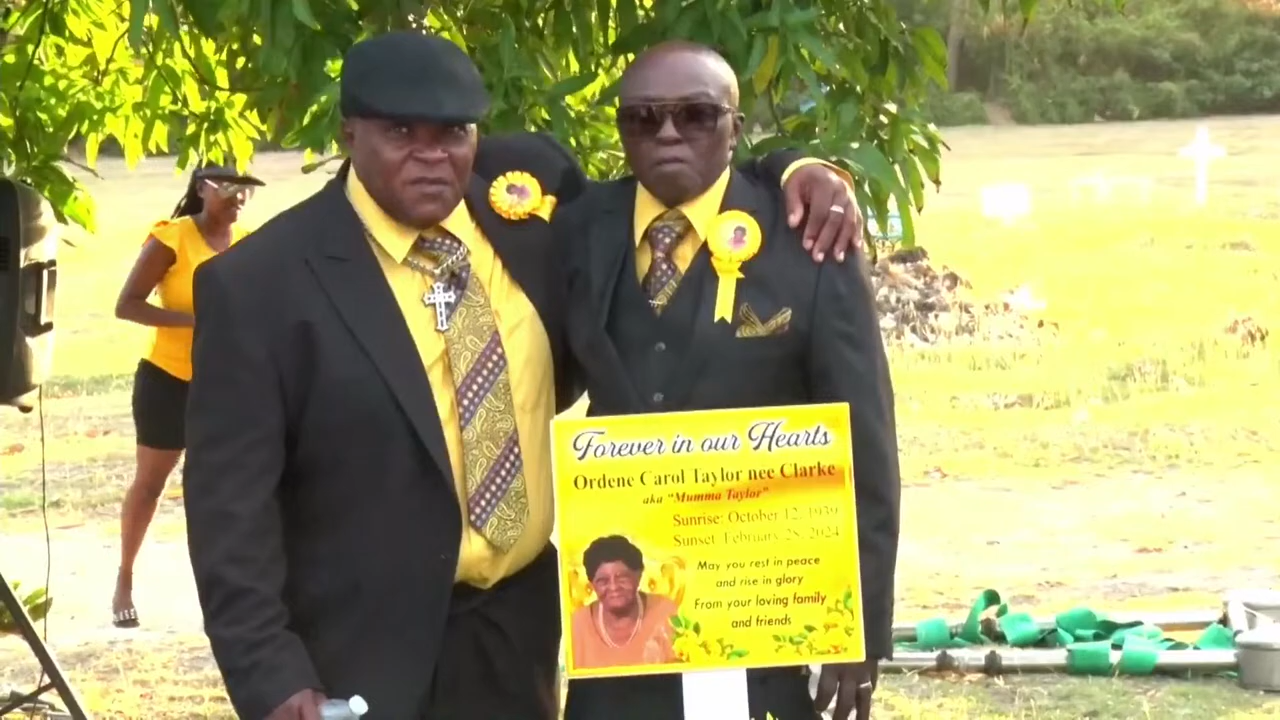 Forever in our Hearts
Ordene Carol Taylor nee Clarke
aka "Mumma Taylor"
Sunrise: October 12, 1939
Sunset: February 28, 2024
May you rest in peace
and rise in glory
From your loving family
and friends